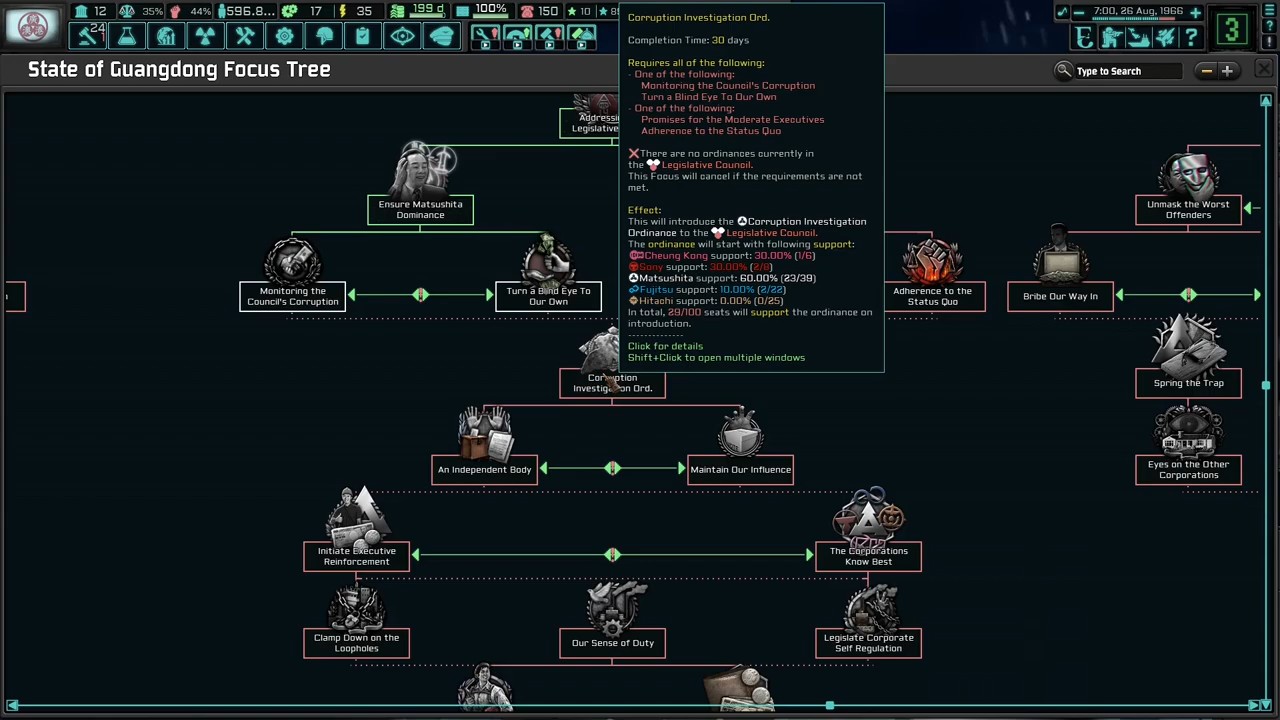 12 35% 44% 596.8... 17 35 199 d 100% 150 10
24
7:00, 26 Aug, 1966
3
State of Guangdong Focus Tree
Type to Search
Corruption Investigation Ord.
Completion Time: 30 days
Requires all of the following:
- One of the following:
Monitoring the Council's Corruption
Turn a Blind Eye To Our Own
- One of the following:
Promises for the Moderate Executives
Adherence to the Status Quo
There are no ordinances currently in
the Legislative Council.
This Focus will cancel if the requirements are not
met.
Effect:
This will introduce the Corruption Investigation
Ordinance to the Legislative Council.
The ordinance will start with following support:
Cheung Kong support: 30.00% (1/6)
Sony support: 30.00% (2/8)
Matsushita support: 60.00% (23/39)
Fujitsu support: 10.00% (2/22)
Hitachi support: 0.00% (0/25)
In total, 29/100 seats will support the ordinance on
introduction.
--------------
Click for details
Shift+Click to open multiple windows
Ensure Matsushita
Dominance
Unmask the Worst
Offenders
Monitoring the
Council's Corruption
Turn a Blind Eye To
Our Own
Adherence to the
Status Quo
Bribe Our Way In
Corruption
Investigation Ord.
Spring the Trap
An Independent Body
Maintain Our Influence
Eyes on the Other
Corporations
Initiate Executive
Reinforcement
The Corporations
Know Best
Clamp Down on the
Loopholes
Our Sense of Duty
Legislate Corporate
Self Regulation